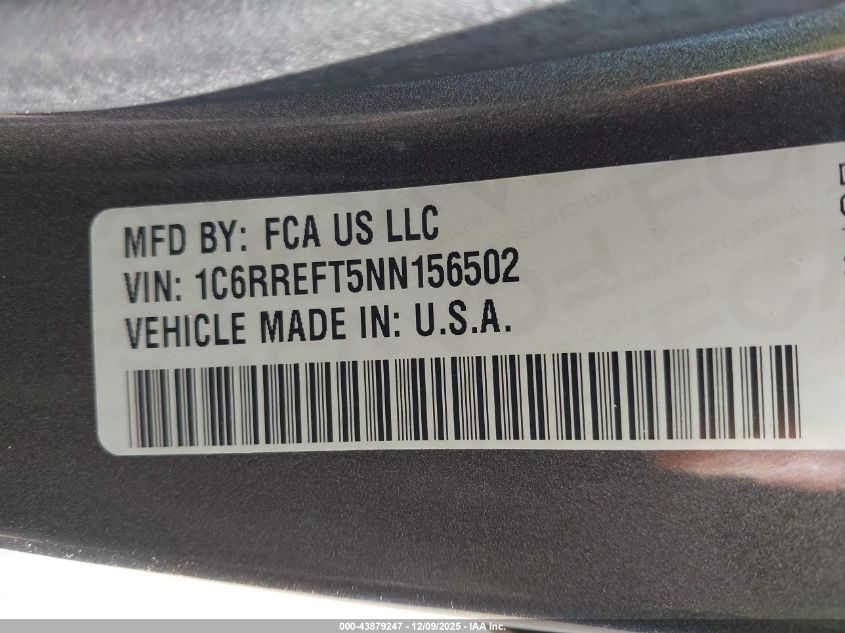 MFD BY: FCA US LLC
VIN: 1C6RREFT5NN156502
VEHICLE MADE IN: U.S.A.
000-43879247 - 12/09/2025 - IAA Inc.